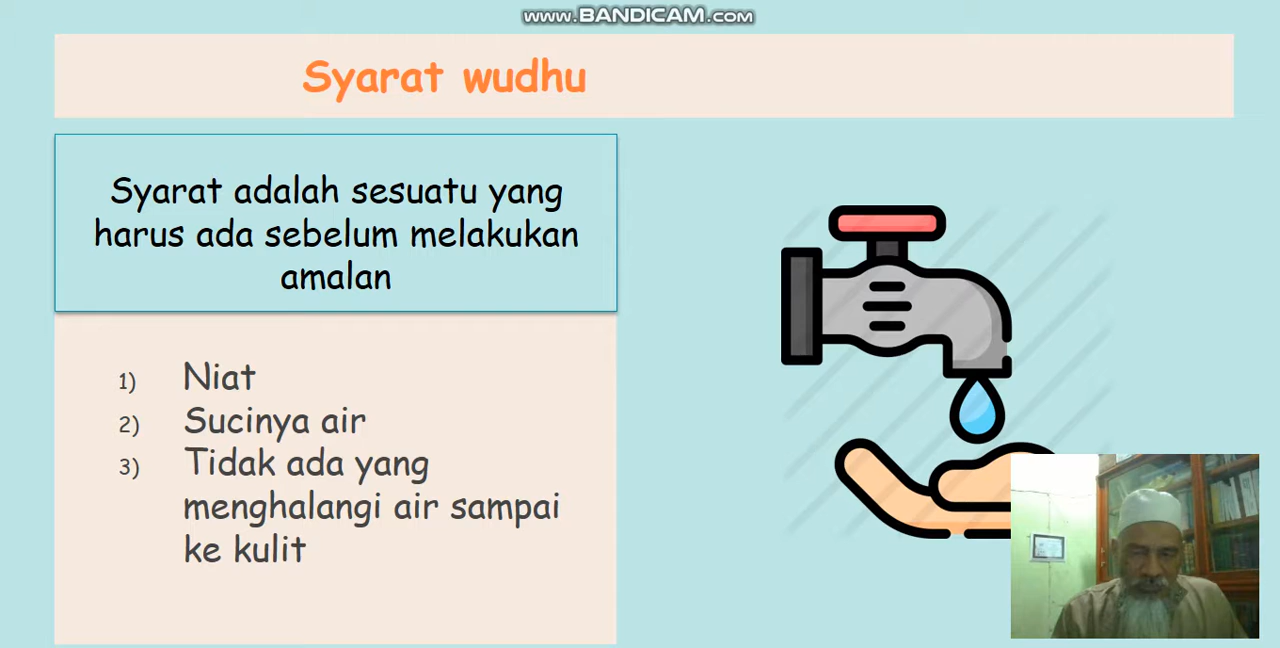 www.BANDICAM.com
Syarat wudhu
Syarat adalah sesuatu yang
harus ada sebelum melakukan
amalan
1) Niat
2) Sucinya air
3) Tidak ada yang
menghalangi air sampai
ke kulit